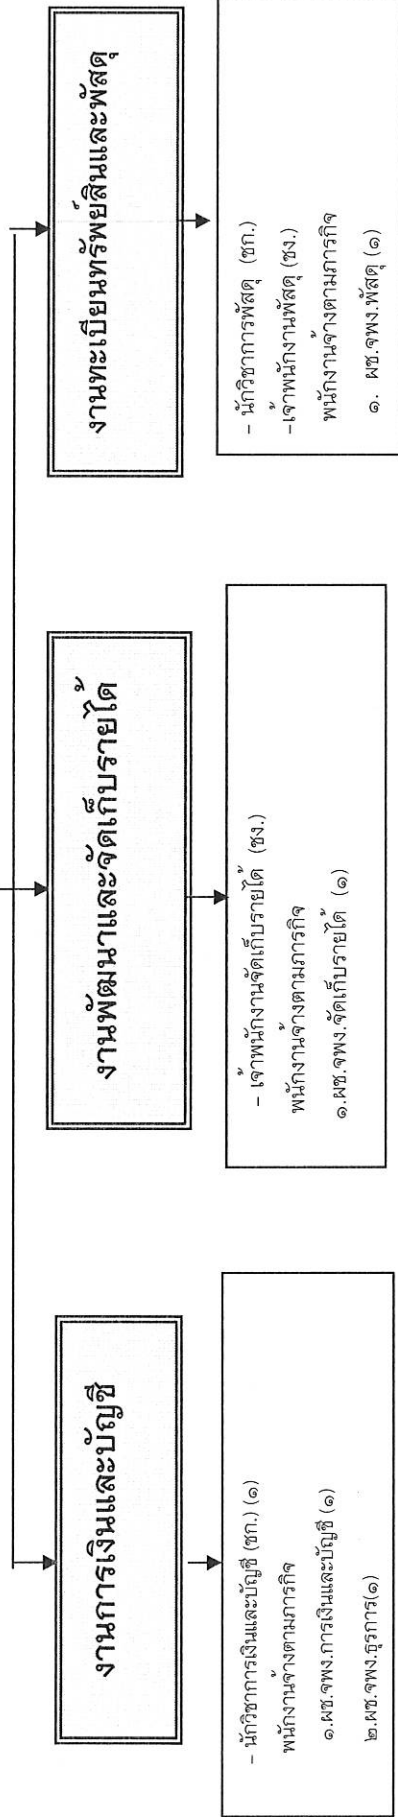 งานการเงินและบัญชี
- นักวิชาการเงินและบัญชี (ชก.) (๑)
พนักงานจ้างตามภารกิจ
๑.ผช.จพง.การเงินและบัญชี (๑)
๒.ผช.จพง.ธุรการ(๑)
งานพัฒนาและจัดเก็บรายได้
- เจ้าพนักงานจัดเก็บรายได้ (ชง.)
พนักงานจ้างตามภารกิจ
๑.ผช.จพง.จัดเก็บรายได้ (๑)
งานทะเบียนทรัพย์สินและพัสดุ
- นักวิชาการพัสดุ (ชก.)
-เจ้าพนักงานพัสดุ (ชง.)
พนักงานจ้างตามภารกิจ
๑. ผช.จพง.พัสดุ (๑)